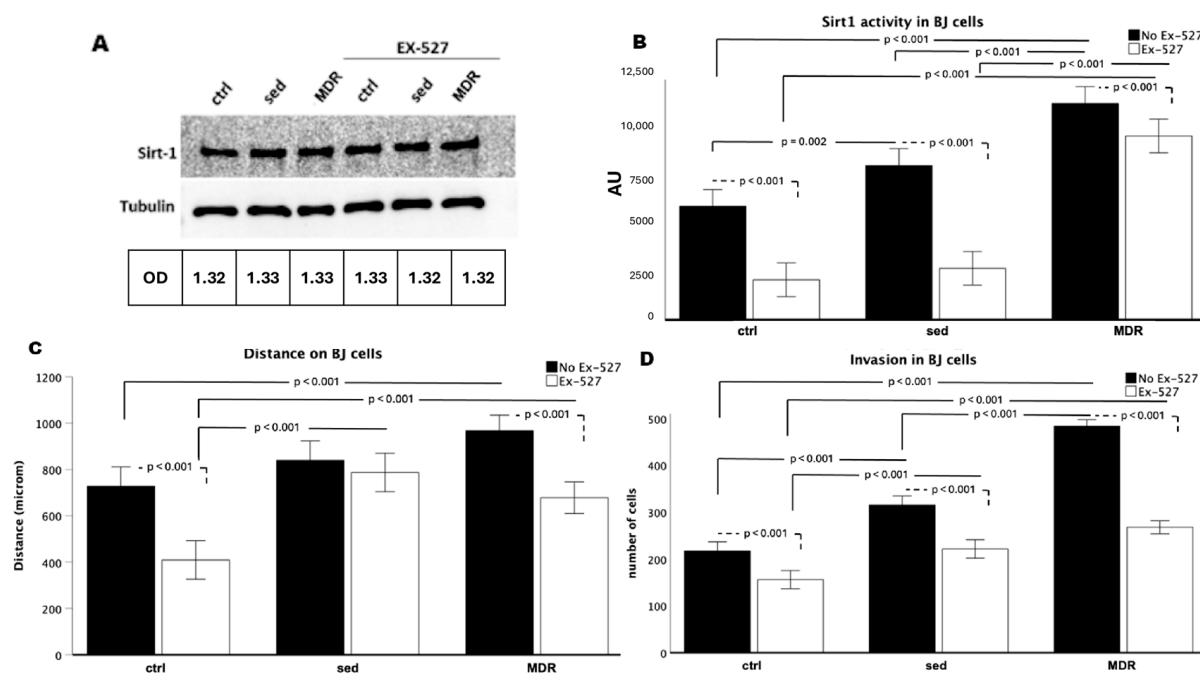 A
EX-527
ctrl sed MDR ctrl sed MDR
Sirt-1
Tubulin
OD 1.32 1.33 1.33 1.33 1.32 1.32
B
Sirt1 activity in BJ cells
No Ex-527
Ex-527
p < 0.001
p < 0.001
p < 0.001
p < 0.001
p < 0.001
p = 0.002
p < 0.001
p < 0.001
AU
12,500
10,000
7500
5000
2500
0
ctrl sed MDR
C
Distance on BJ cells
No Ex-527
Ex-527
p < 0.001
p < 0.001
p < 0.001
p < 0.001
p < 0.001
Distance (microm)
1200
1000
800
600
400
200
0
ctrl sed MDR
D
Invasion in BJ cells
No Ex-527
Ex-527
p < 0.001
p < 0.001
p < 0.001
p < 0.001
p < 0.001
p < 0.001
p < 0.001
p < 0.001
number of cells
500
400
300
200
100
0
ctrl sed MDR